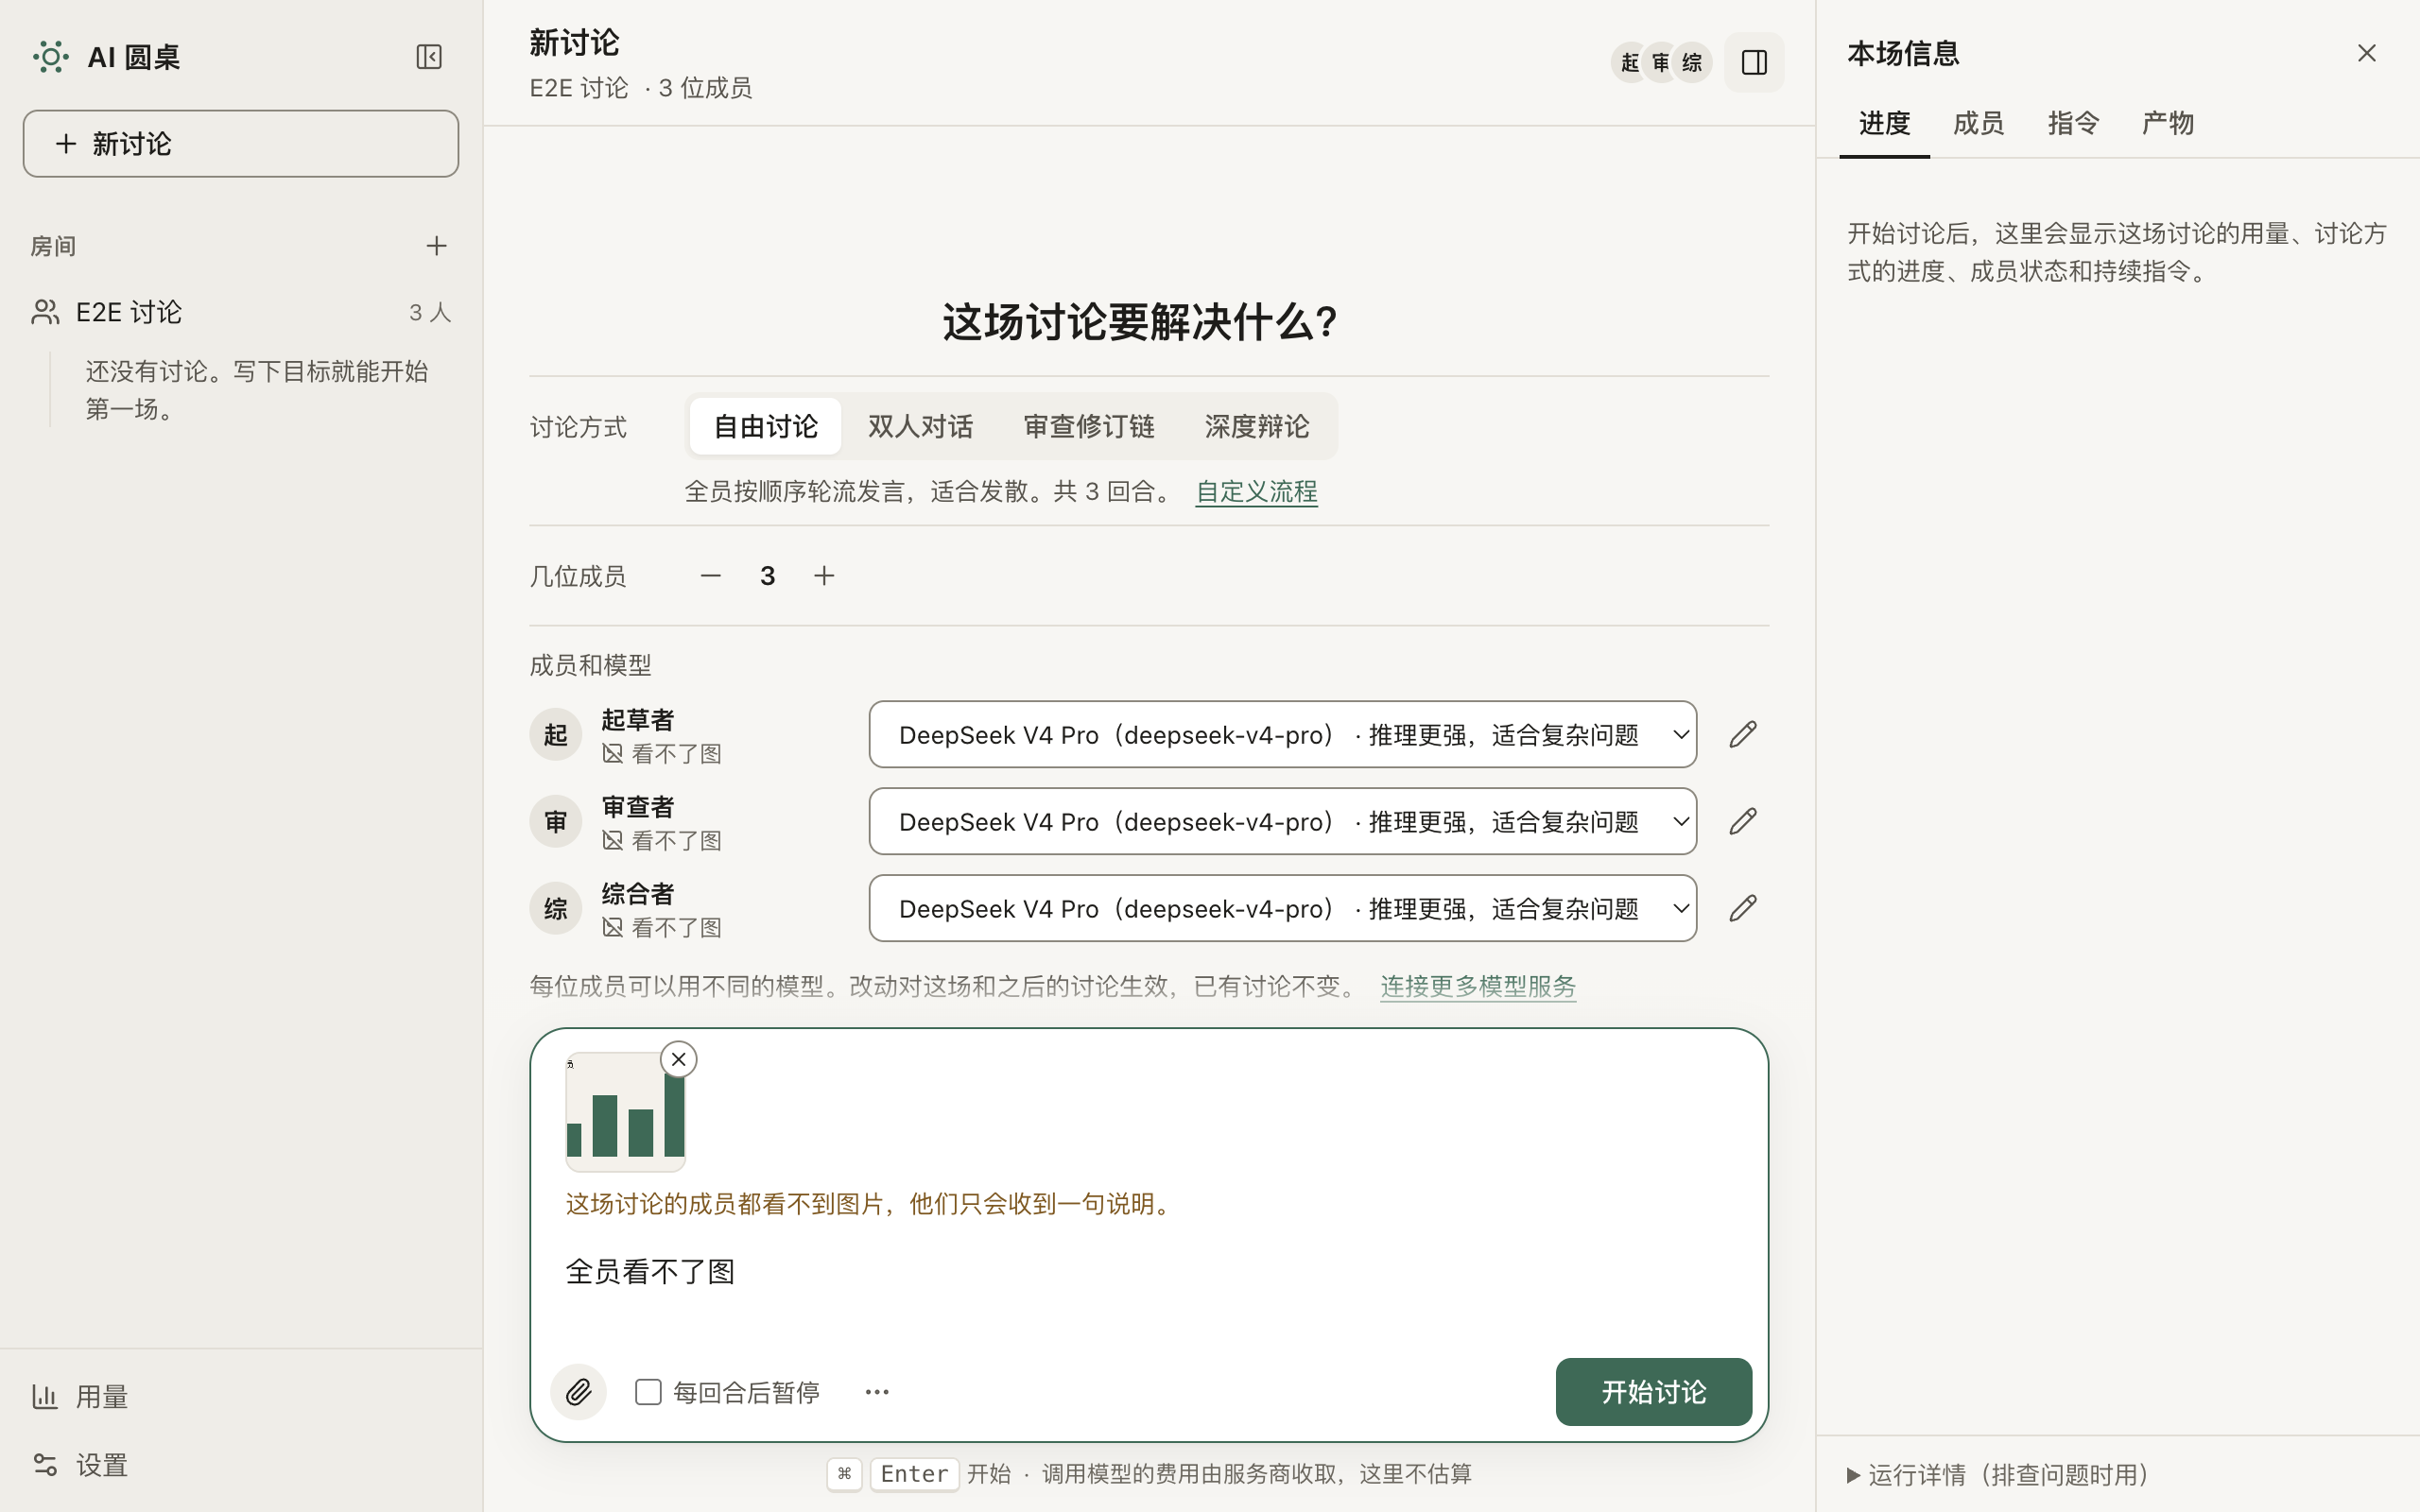 AI 圆桌
新讨论
房间
E2E 讨论
3 人
还没有讨论。写下目标就能开始
第一场。
用量
设置
新讨论
E2E 讨论 · 3 位成员
起
审
综
这场讨论要解决什么?
讨论方式
自由讨论
双人对话
审查修订链
深度辩论
全员按顺序轮流发言，适合发散。共 3 回合。 自定义流程
几位成员
3
成员和模型
起
起草者
看不了图
DeepSeek V4 Pro（deepseek-v4-pro） · 推理更强，适合复杂问题
审
审查者
看不了图
DeepSeek V4 Pro（deepseek-v4-pro） · 推理更强，适合复杂问题
综
综合者
看不了图
DeepSeek V4 Pro（deepseek-v4-pro） · 推理更强，适合复杂问题
每位成员可以用不同的模型。改动对这场和之后的讨论生效，已有讨论不变。 连接更多模型服务
这场讨论的成员都看不到图片，他们只会收到一句说明。
全员看不了图
每回合后暂停
开始讨论
⌘ Enter 开始 · 调用模型的费用由服务商收取，这里不估算
本场信息
进度
成员
指令
产物
开始讨论后，这里会显示这场讨论的用量、讨论方
式的进度、成员状态和持续指令。
运行详情（排查问题时用）